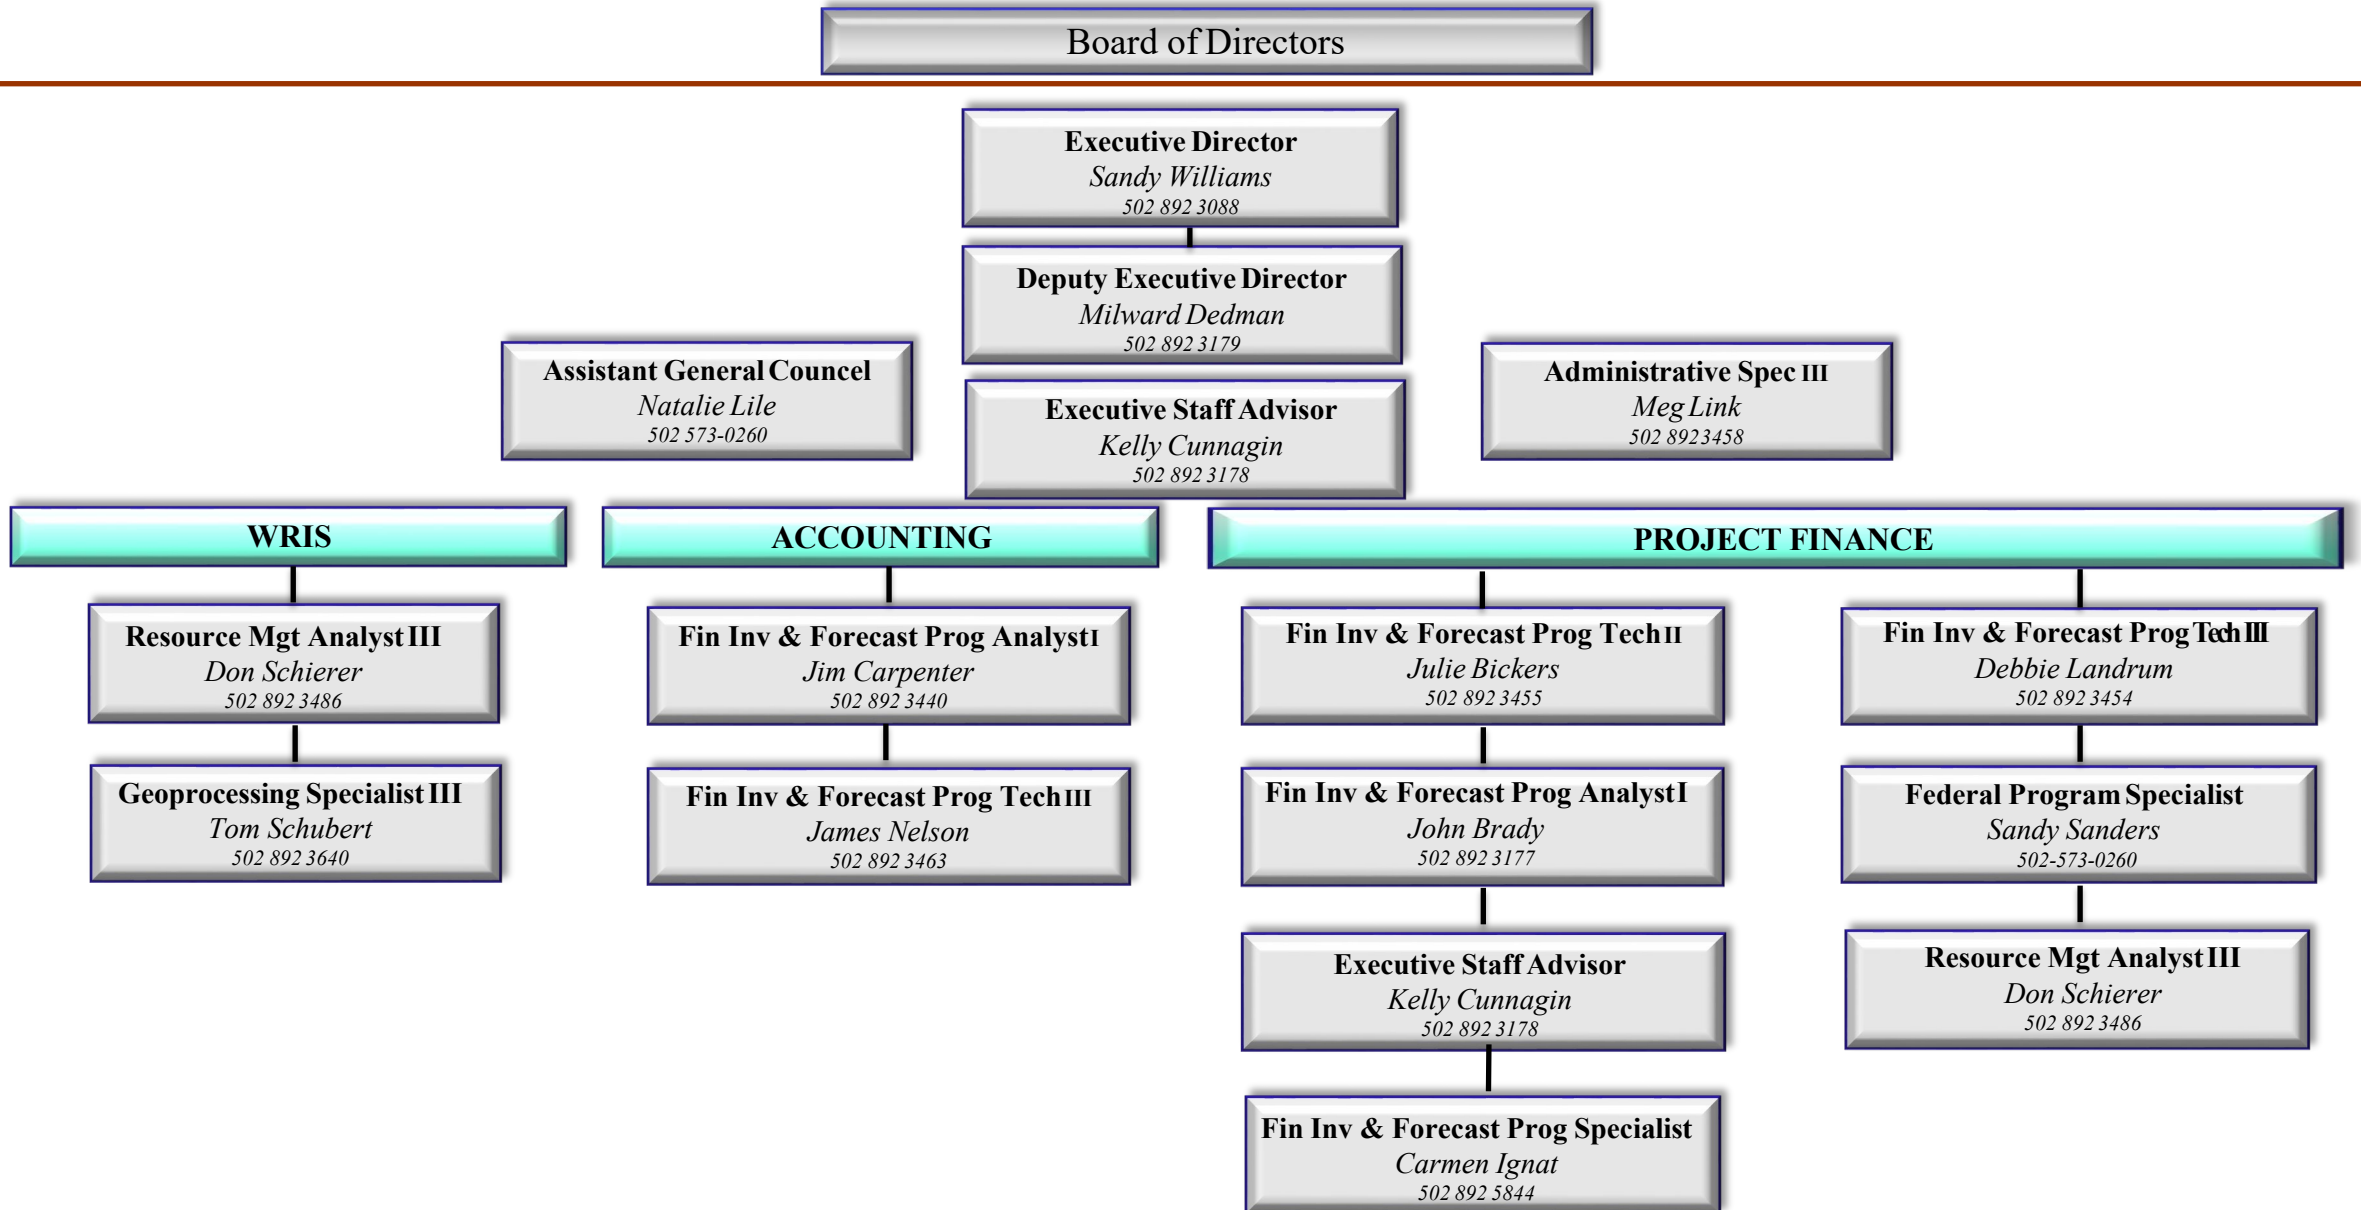 Board of Directors
Executive Director
Sandy Williams
502 892 3088
Deputy Executive Director
Milward Dedman
502 892 3179
Assistant General Councel
Natalie Lile
502 573-0260
Executive Staff Advisor
Kelly Cunnagin
502 892 3178
Administrative Spec III
Meg Link
502 8923458
WRIS
Resource Mgt Analyst III
Don Schierer
502 892 3486
Geoprocessing Specialist III
Tom Schubert
502 892 3640
ACCOUNTING
Fin Inv & Forecast Prog Analyst I
Jim Carpenter
502 892 3440
Fin Inv & Forecast Prog Tech III
James Nelson
502 892 3463
PROJECT FINANCE
Fin Inv & Forecast Prog Tech II
Julie Bickers
502 892 3455
Fin Inv & Forecast Prog Analyst I
John Brady
502 892 3177
Executive Staff Advisor
Kelly Cunnagin
502 892 3178
Fin Inv & Forecast Prog Specialist
Carmen Ignat
502 892 5844
Fin Inv & Forecast Prog Tech III
Debbie Landrum
502 892 3454
Federal Program Specialist
Sandy Sanders
502-573-0260
Resource Mgt Analyst III
Don Schierer
502 892 3486